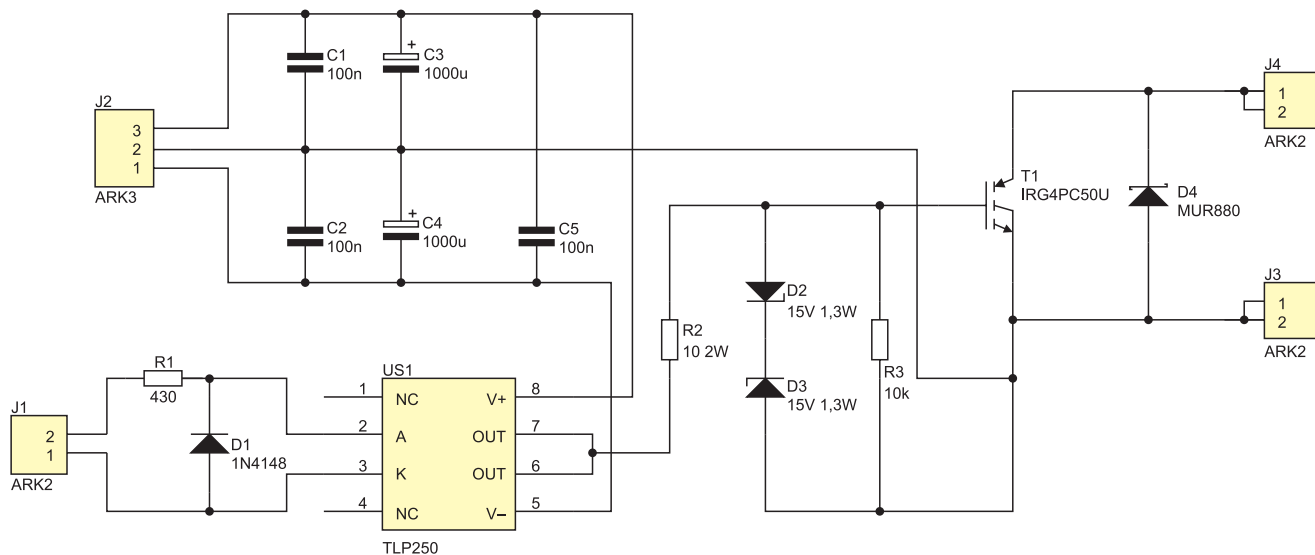 C1
100n
C3
+
1000u
J2
3
2
1
ARK3
C2
100n
C4
+
1000u
C5
100n
J4
1
2
ARK2
T1
IRG4PC50U
D4
MUR880
J3
1
2
ARK2
D2
15V 1,3W
R2
10 2W
D3
15V 1,3W
R3
10k
R1
430
J1
2
1
ARK2
D1
1N4148
US1
1 NC V+ 8
2 A OUT 7
3 K OUT 6
4 NC V– 5
TLP250